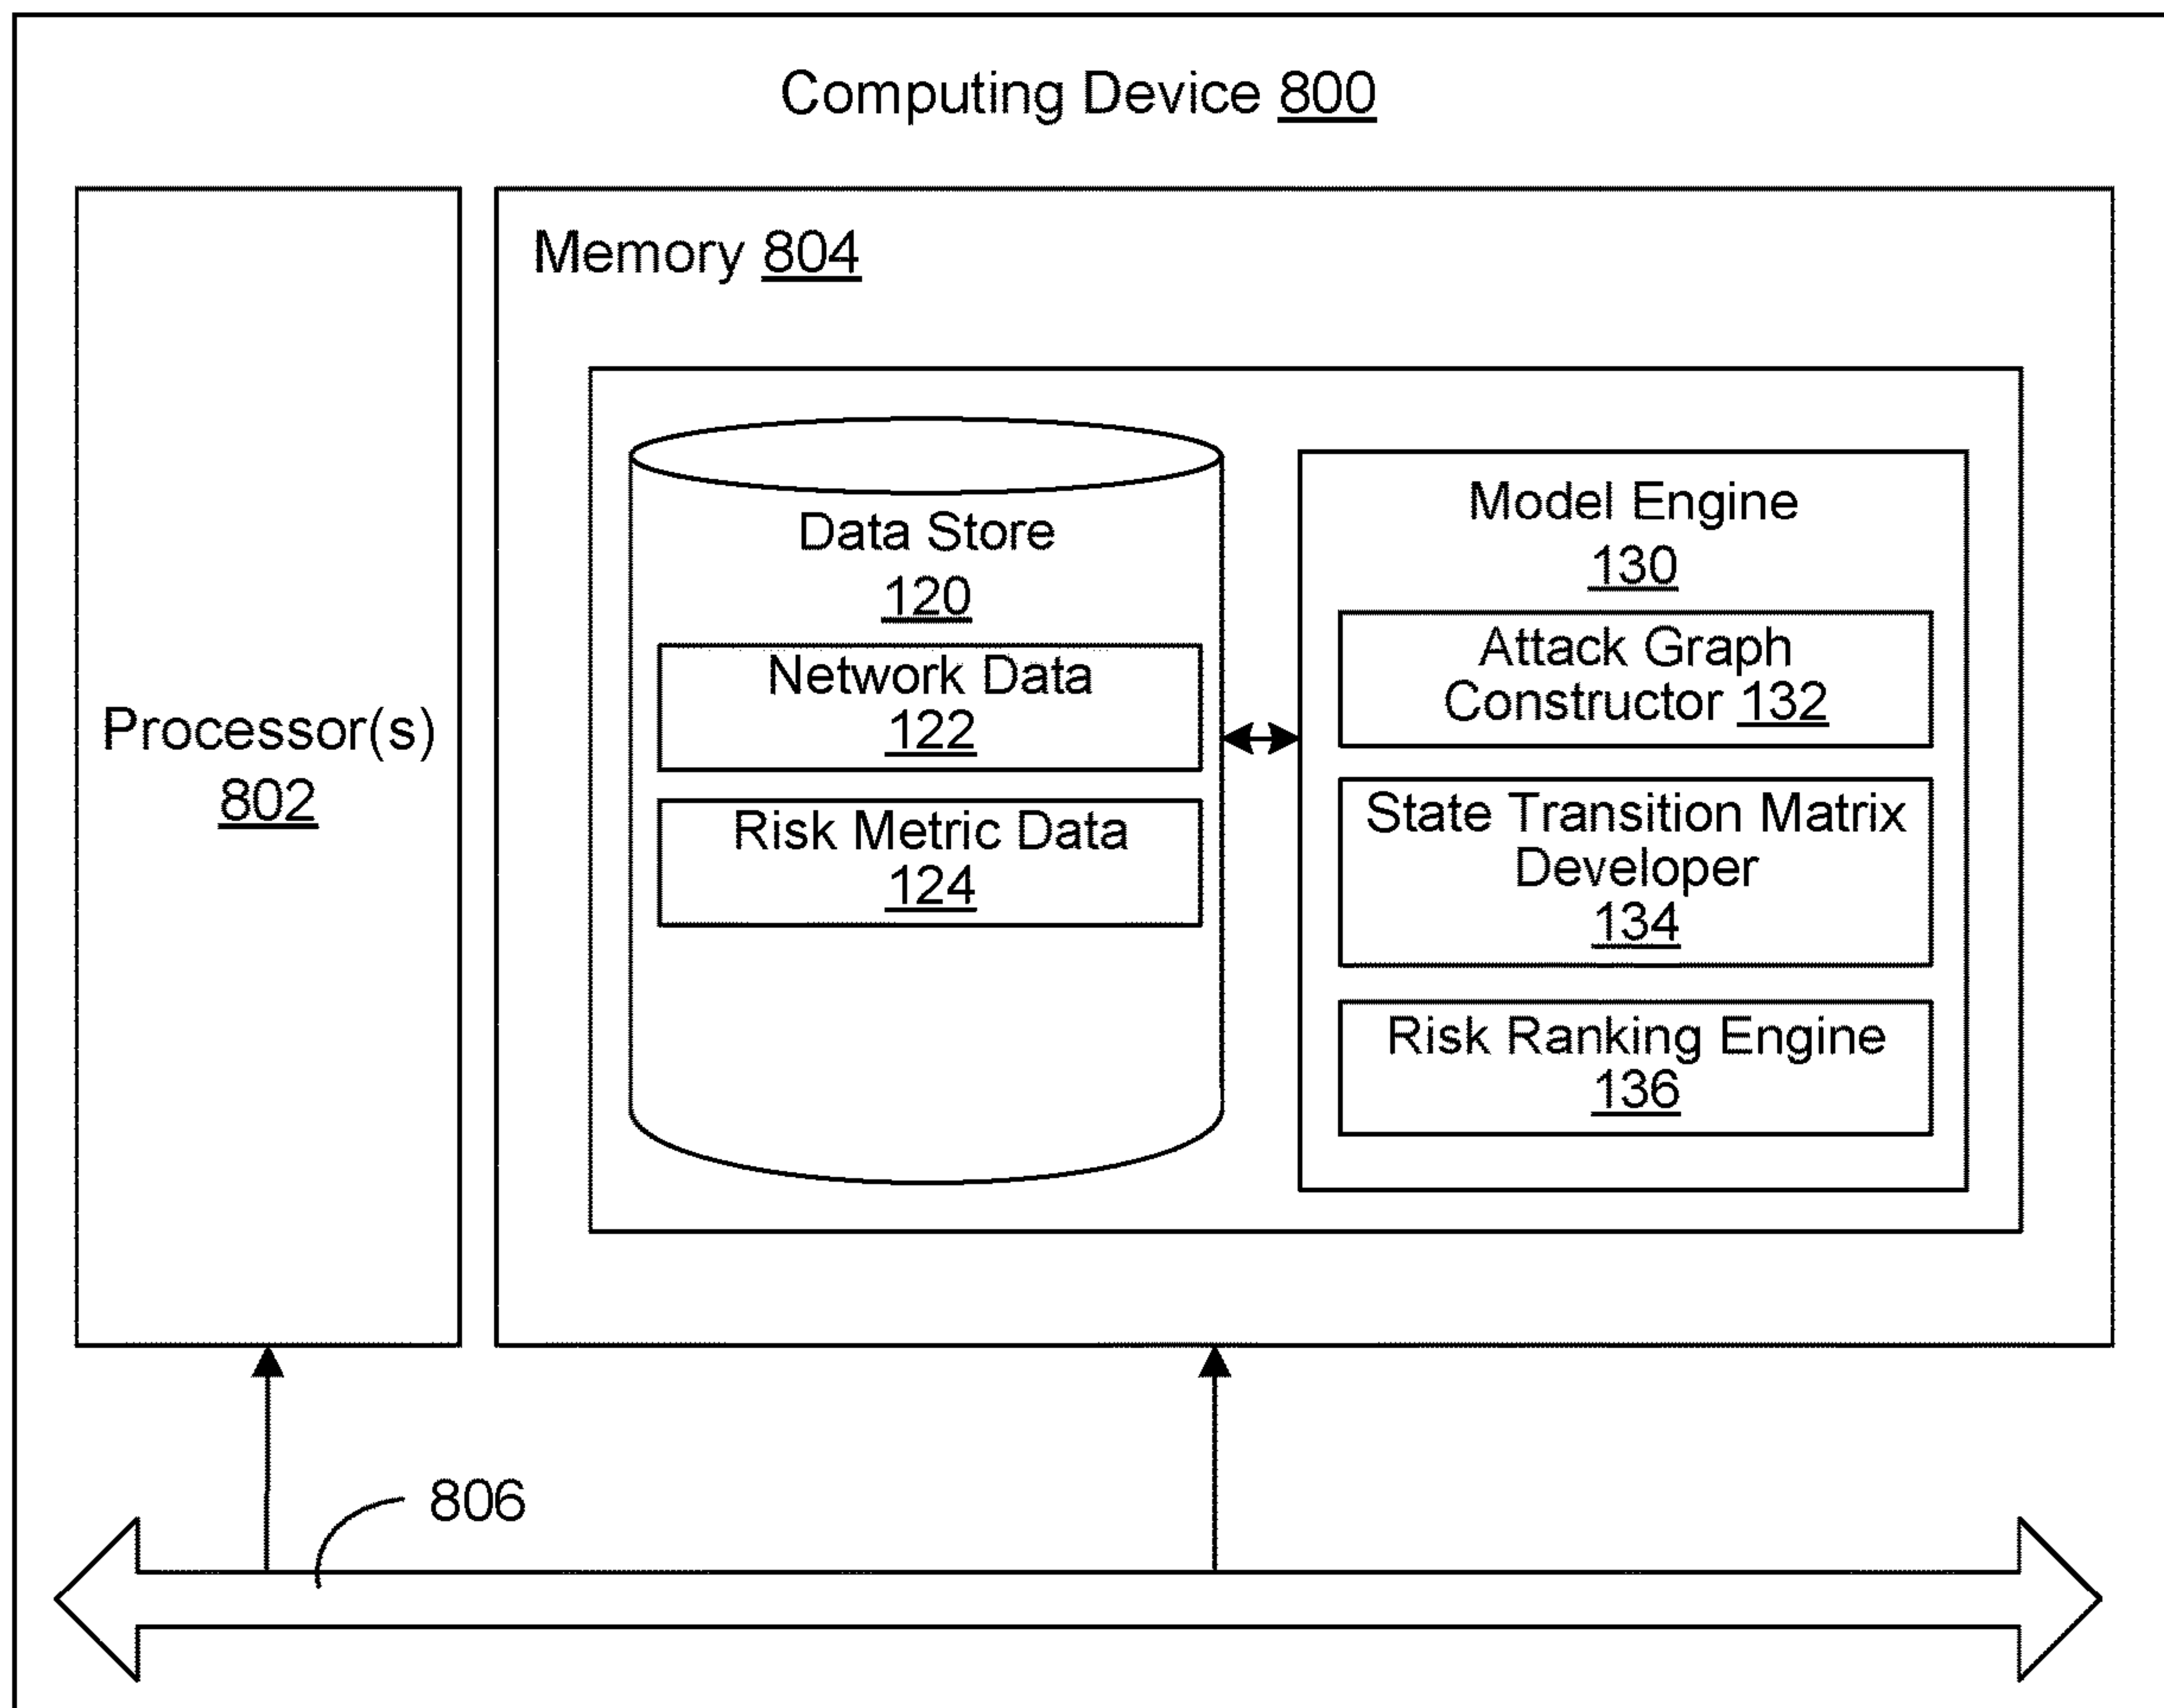 Computing Device 800
Processor(s)
802
Memory 804
Data Store
120
Network Data
122
Risk Metric Data
124
Model Engine
130
Attack Graph
Constructor 132
State Transition Matrix
Developer
134
Risk Ranking Engine
136
806